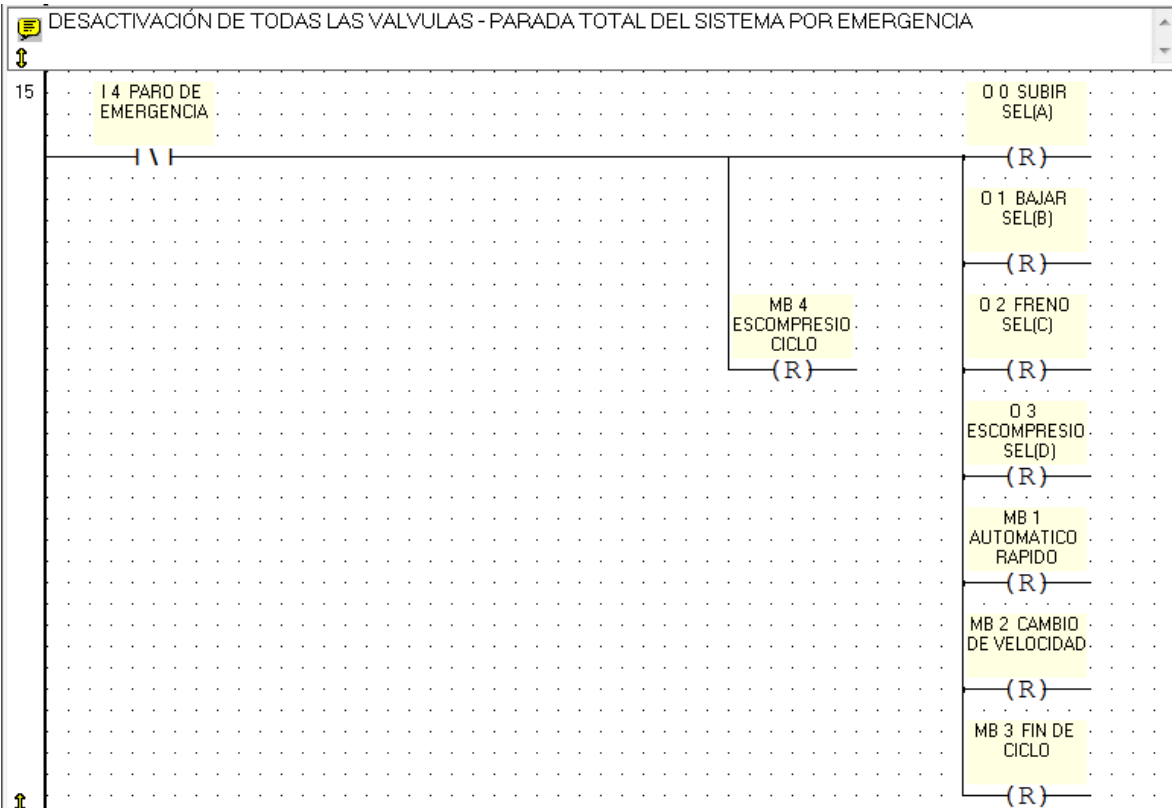 DESACTIVACIÓN DE TODAS LAS VALVULAS - PARADA TOTAL DEL SISTEMA POR EMERGENCIA
15
I 4 PARO DE
EMERGENCIA
O 0 SUBIR
SEL(A)
(R)
O 1 BAJAR
SEL(B)
(R)
MB 4
ESCOMPRESIO
CICLO
(R)
O 2 FRENO
SEL(C)
(R)
O 3
ESCOMPRESIO
SEL(D)
(R)
MB 1
AUTOMATICO
RAPIDO
(R)
MB 2 CAMBIO
DE VELOCIDAD
(R)
MB 3 FIN DE
CICLO
(R)